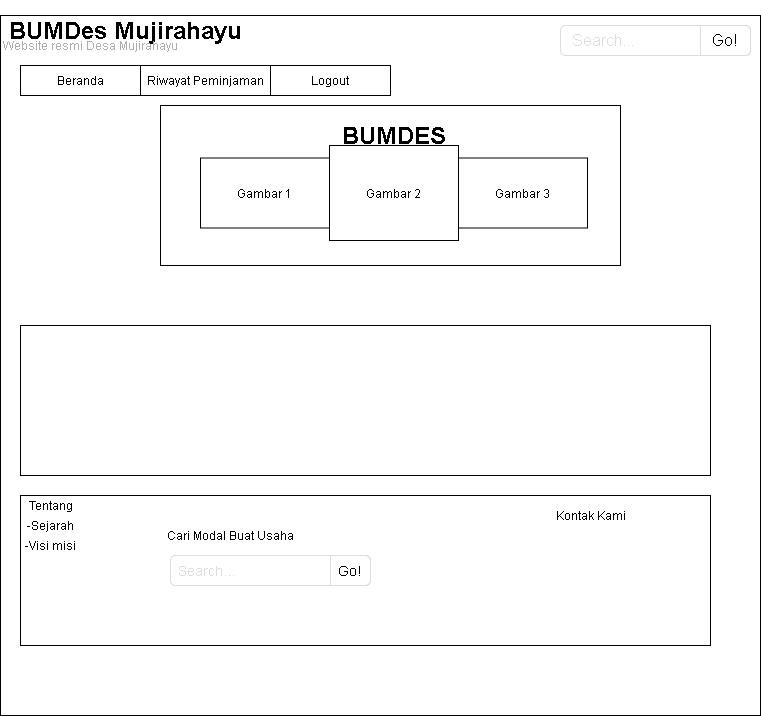 BUMDes Mujirahayu
Website resmi Desa Mujirahayu
Search...
Go!
Beranda
Riwayat Peminjaman
Logout
BUMDES
Gambar 1
Gambar 2
Gambar 3
Tentang
-Sejarah
-Visi misi
Cari Modal Buat Usaha
Search...
Go!
Kontak Kami